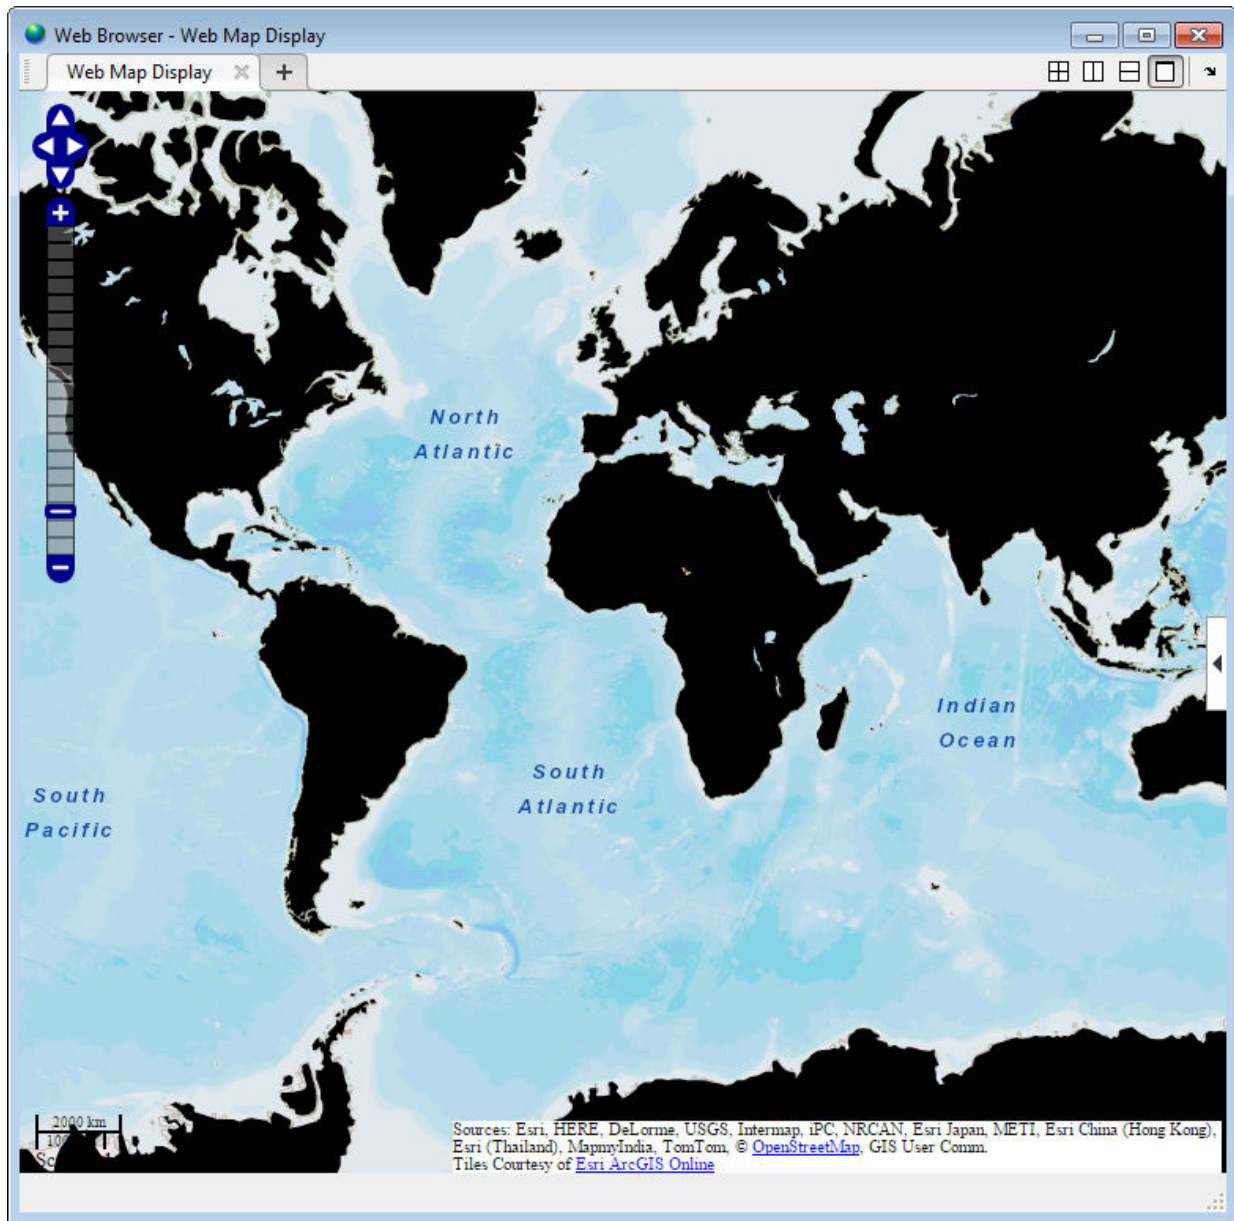 Web Browser - Web Map Display
Web Map Display
North
Atlantic
Indian
Ocean
South
Atlantic
South
Pacific
2000 km
Sources: Esri, HERE, DeLorme, USGS, Intermap, iPC, NRCAN, Esri Japan, METI, Esri China (Hong Kong),
Esri (Thailand), MapmyIndia, TomTom, © OpenStreetMap, GIS User Comm.
Tiles Courtesy of Esri ArcGIS Online